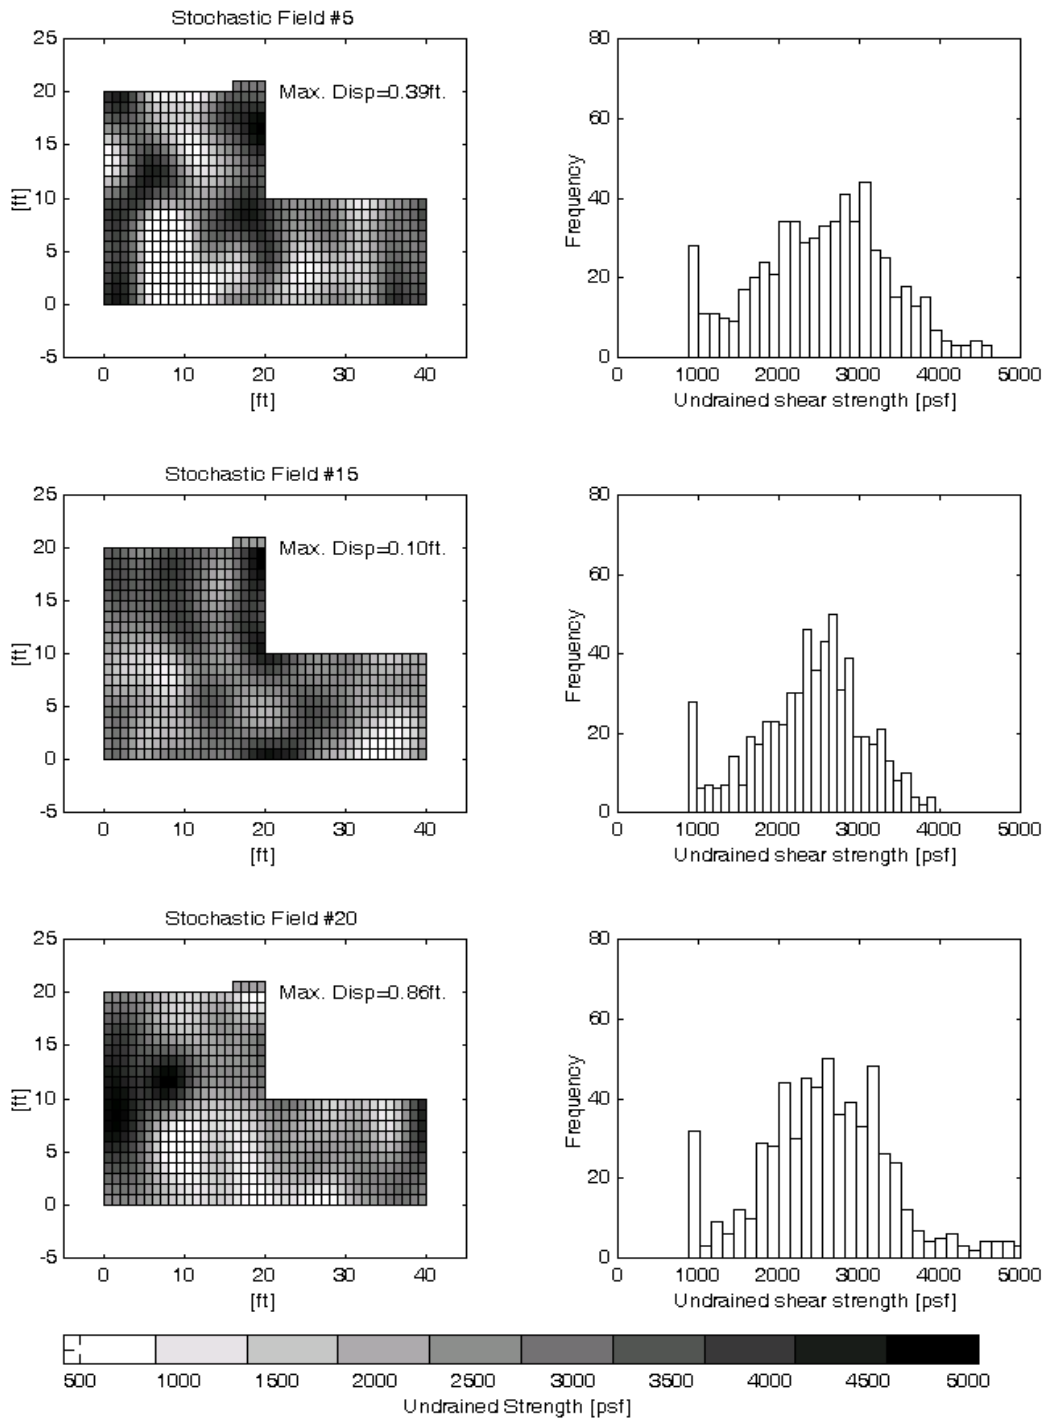 Stochastic Field #5
25
20
15
10
5
0
-5
[ft]
Max. Disp=0.39ft.
0 10 20 30 40
[ft]
80
60
40
20
0
Frequency
0 1000 2000 3000 4000 5000
Undrained shear strength [psf]
Stochastic Field #15
25
20
15
10
5
0
-5
[ft]
Max. Disp=0.10ft.
0 10 20 30 40
[ft]
80
60
40
20
0
Frequency
0 1000 2000 3000 4000 5000
Undrained shear strength [psf]
Stochastic Field #20
25
20
15
10
5
0
-5
[ft]
Max. Disp=0.86ft.
0 10 20 30 40
[ft]
80
60
40
20
0
Frequency
0 1000 2000 3000 4000 5000
Undrained shear strength [psf]
500 1000 1500 2000 2500 3000 3500 4000 4500 5000
Undrained Strength [psf]